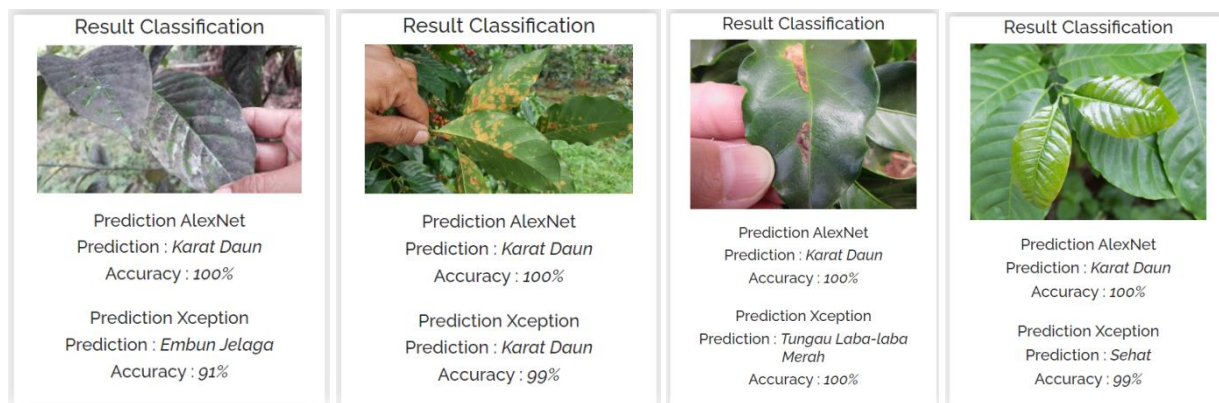 Result Classification
Prediction AlexNet
Prediction : Karat Daun
Accuracy : 100%
Prediction Xception
Prediction : Embun Jelaga
Accuracy : 91%
Result Classification
Prediction AlexNet
Prediction : Karat Daun
Accuracy : 100%
Prediction Xception
Prediction : Karat Daun
Accuracy : 99%
Result Classification
Prediction AlexNet
Prediction : Karat Daun
Accuracy : 100%
Prediction Xception
Prediction : Tungau Laba-laba
Merah
Accuracy : 100%
Result Classification
Prediction AlexNet
Prediction : Karat Daun
Accuracy : 100%
Prediction Xception
Prediction : Sehat
Accuracy : 99%